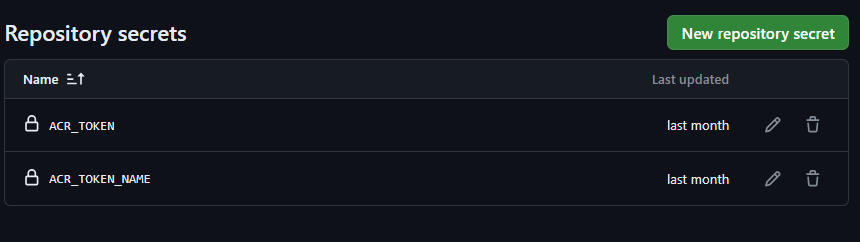 Repository secrets
New repository secret
Name
Last updated
ACR_TOKEN
last month
ACR_TOKEN_NAME
last month